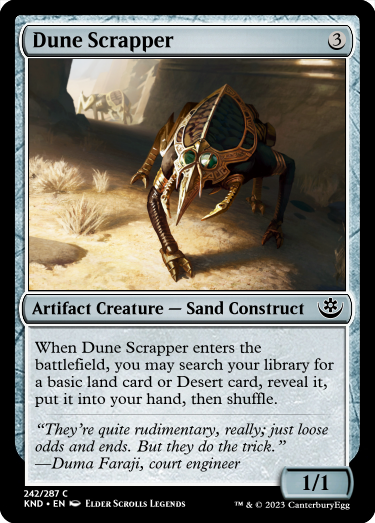 Dune Scrapper 3
Artifact Creature — Sand Construct
When Dune Scrapper enters the
battlefield, you may search your library for
a basic land card or Desert card, reveal it,
put it into your hand, then shuffle.
“They’re quite rudimentary, really; just loose
odds and ends. But they do the trick.”
—Duma Faraji, court engineer
1/1
242/287 C
KND • EN Elder Scrolls Legends
™ & © 2023 CanterburyEgg